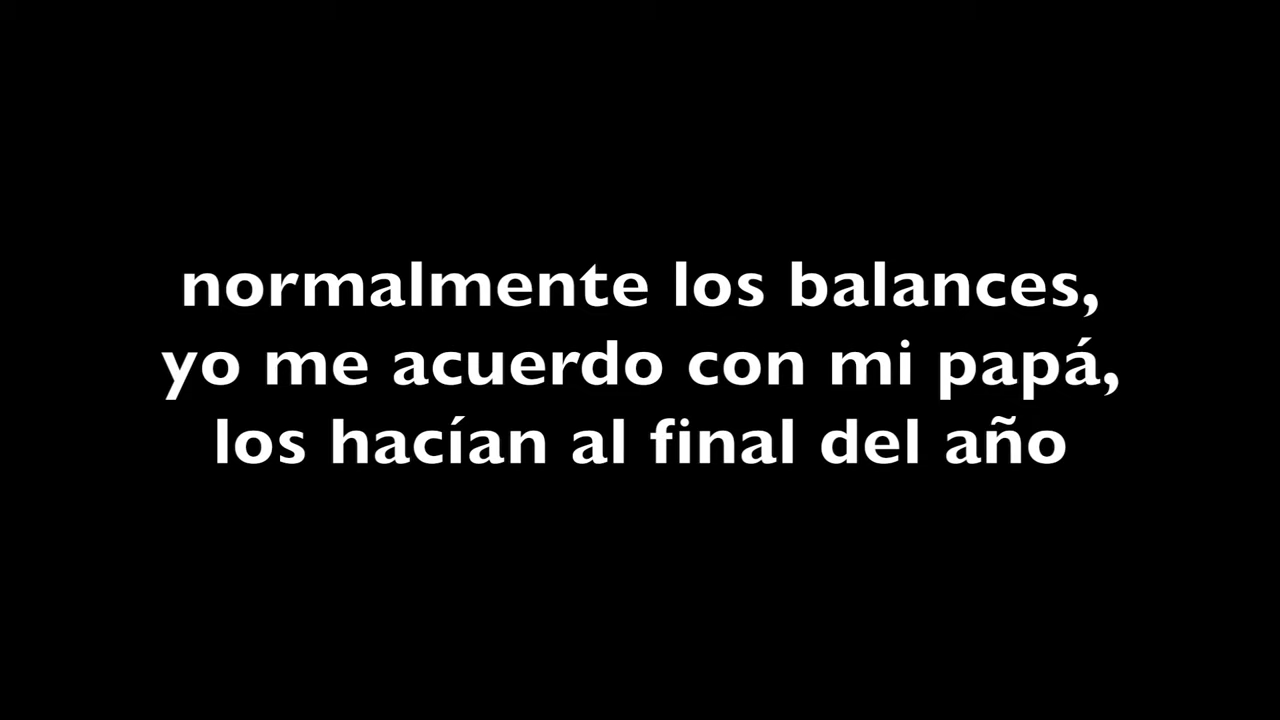 normalmente los balances,
yo me acuerdo con mi papá,
los hacían al final del año